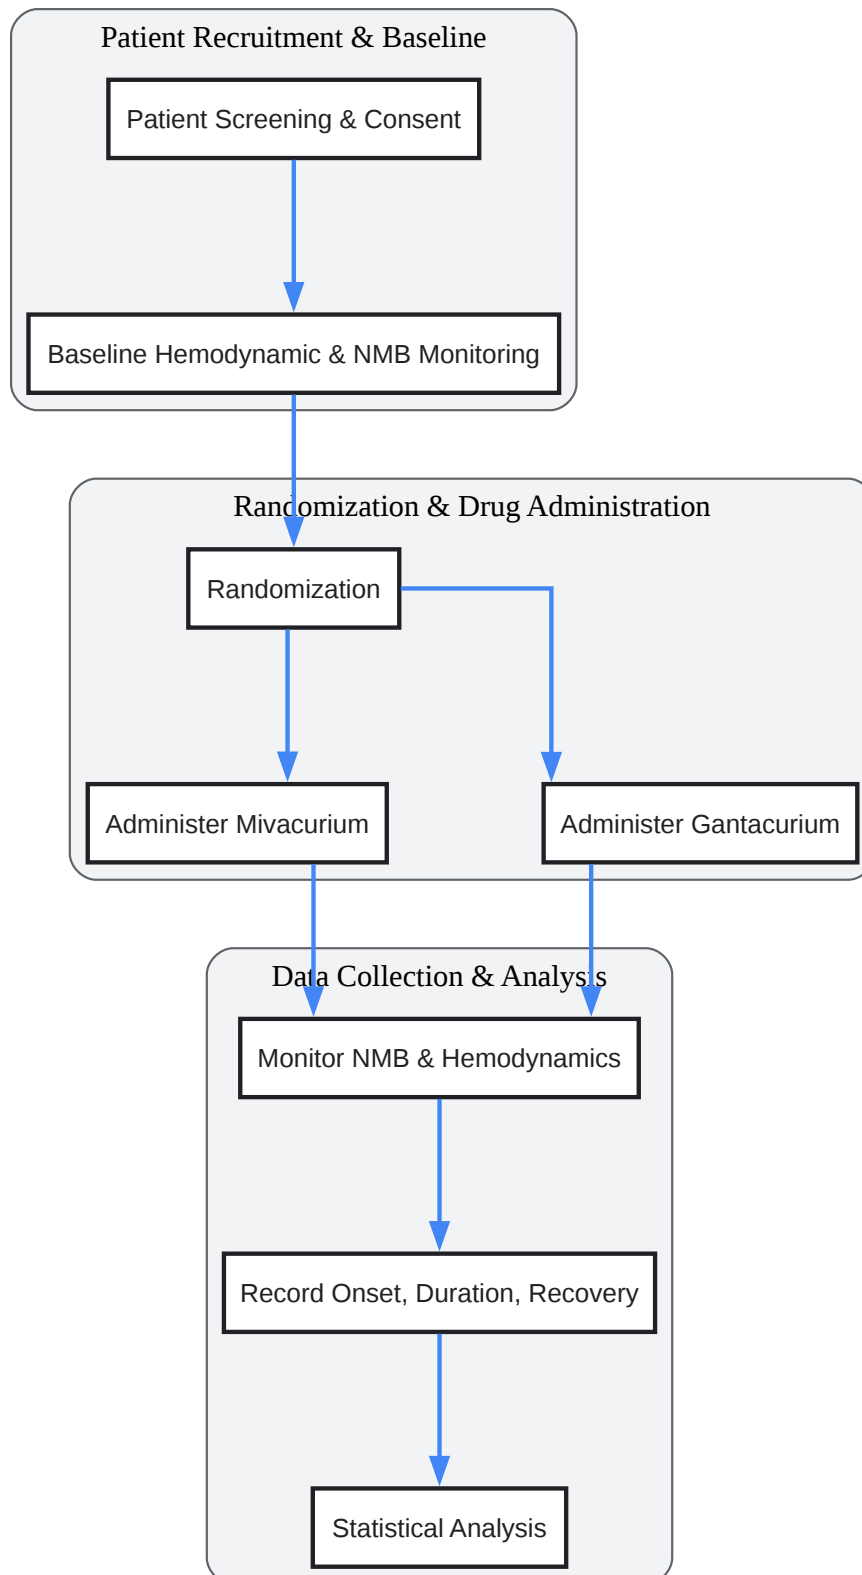 Patient Recruitment & Baseline
Patient Screening & Consent
Baseline Hemodynamic & NMB Monitoring
Randomization & Drug Administration
Randomization
Administer Mivacurium
Administer Gantacurium
Data Collection & Analysis
Monitor NMB & Hemodynamics
Record Onset, Duration, Recovery
Statistical Analysis